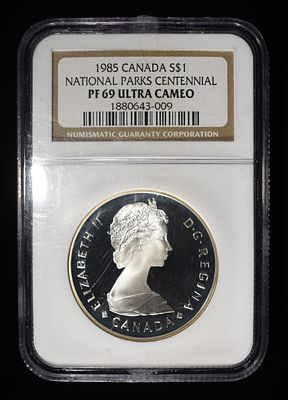 1985 CANADA S$1
NATIONAL PARKS CENTENNIAL
PF 69 ULTRA CAMEO
1880643-009
NUMISMATIC GUARANTY CORPORATION
ELIZABETH II D·G·REGINA
CANADA